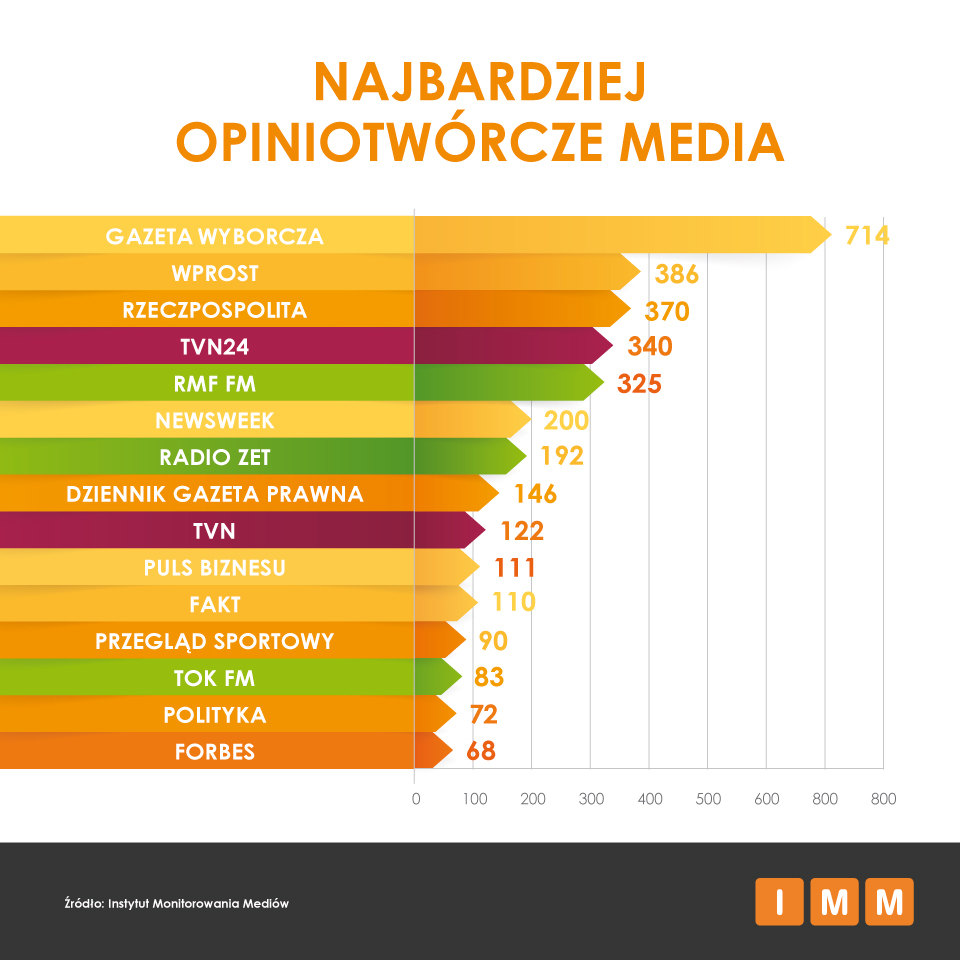 NAJBARDZIEJ
OPINIOTWÓRCZE MEDIA
GAZETA WYBORCZA 714
WPROST 386
RZECZPOSPOLITA 370
TVN24 340
RMF FM 325
NEWSWEEK 200
RADIO ZET 192
DZIENNIK GAZETA PRAWNA 146
TVN 122
PULS BIZNESU 111
FAKT 110
PRZEGLĄD SPORTOWY 90
TOK FM 83
POLITYKA 72
FORBES 68
0 100 200 300 400 500 600 800 800
Źródło: Instytut Monitorowania Mediów
IMM